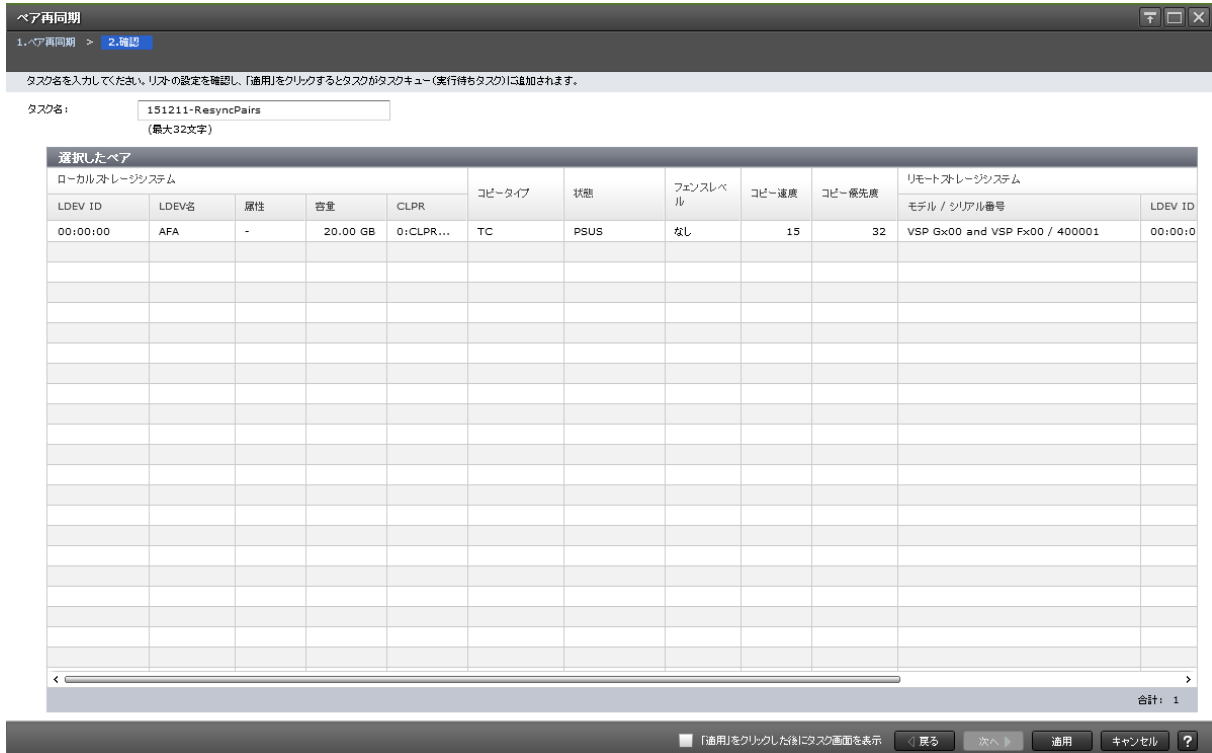 ペア再同期
1.ペア再同期 > 2.確認
タスク名を入力してください。リストの設定を確認し、「適用」をクリックするとタスクがタスクキュー(実行待ちタスク)に追加されます。
タスク名: 151211-ResyncPairs
(最大32文字)
選択したペア
ローカルストレージシステム コピータイプ 状態 フェンスレベル コピー速度 コピー優先度 リモートストレージシステム
LDEV ID LDEV名 属性 容量 CLPR モデル / シリアル番号 LDEV ID
00:00:00 AFA - 20.00 GB 0:CLPR... TC PSUS なし 15 32 VSP Gx00 and VSP Fx00 / 400001 00:00:0
合計: 1
「適用」をクリックした後にタスク画面を表示 戻る 次へ 適用 キャンセル ?